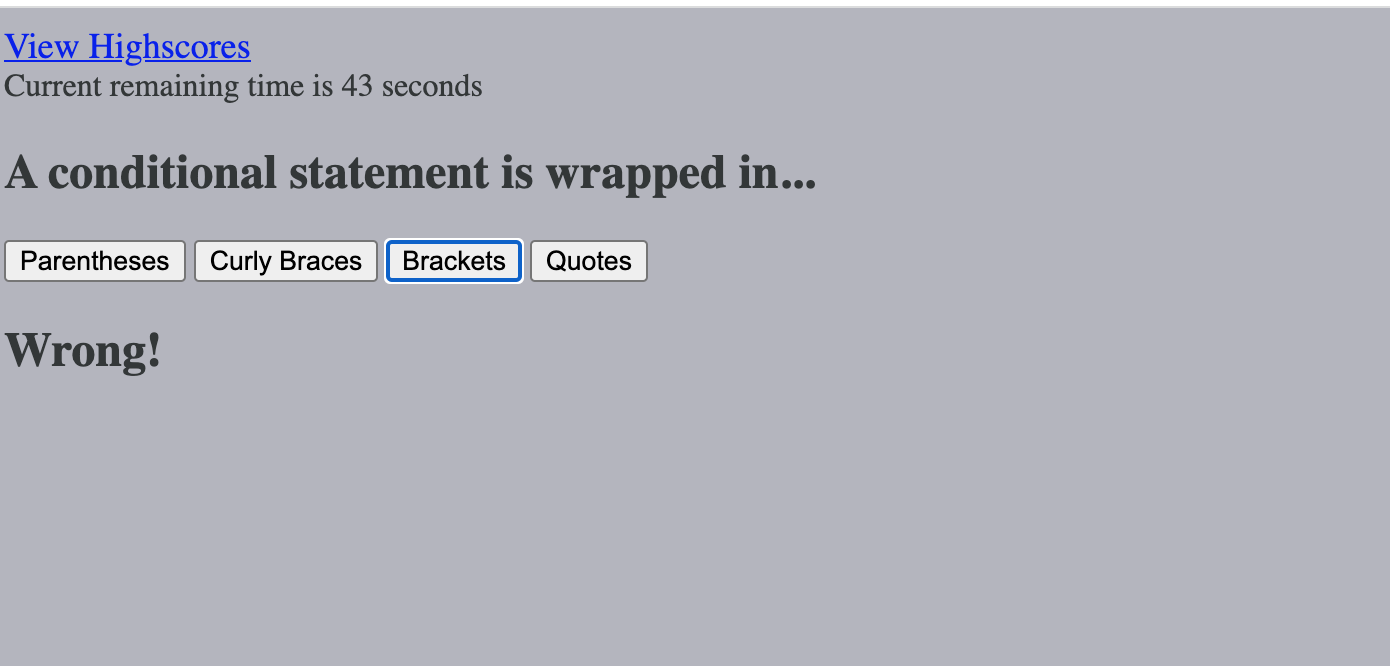 View Highscores
Current remaining time is 43 seconds
A conditional statement is wrapped in...
Parentheses Curly Braces Brackets Quotes
Wrong!